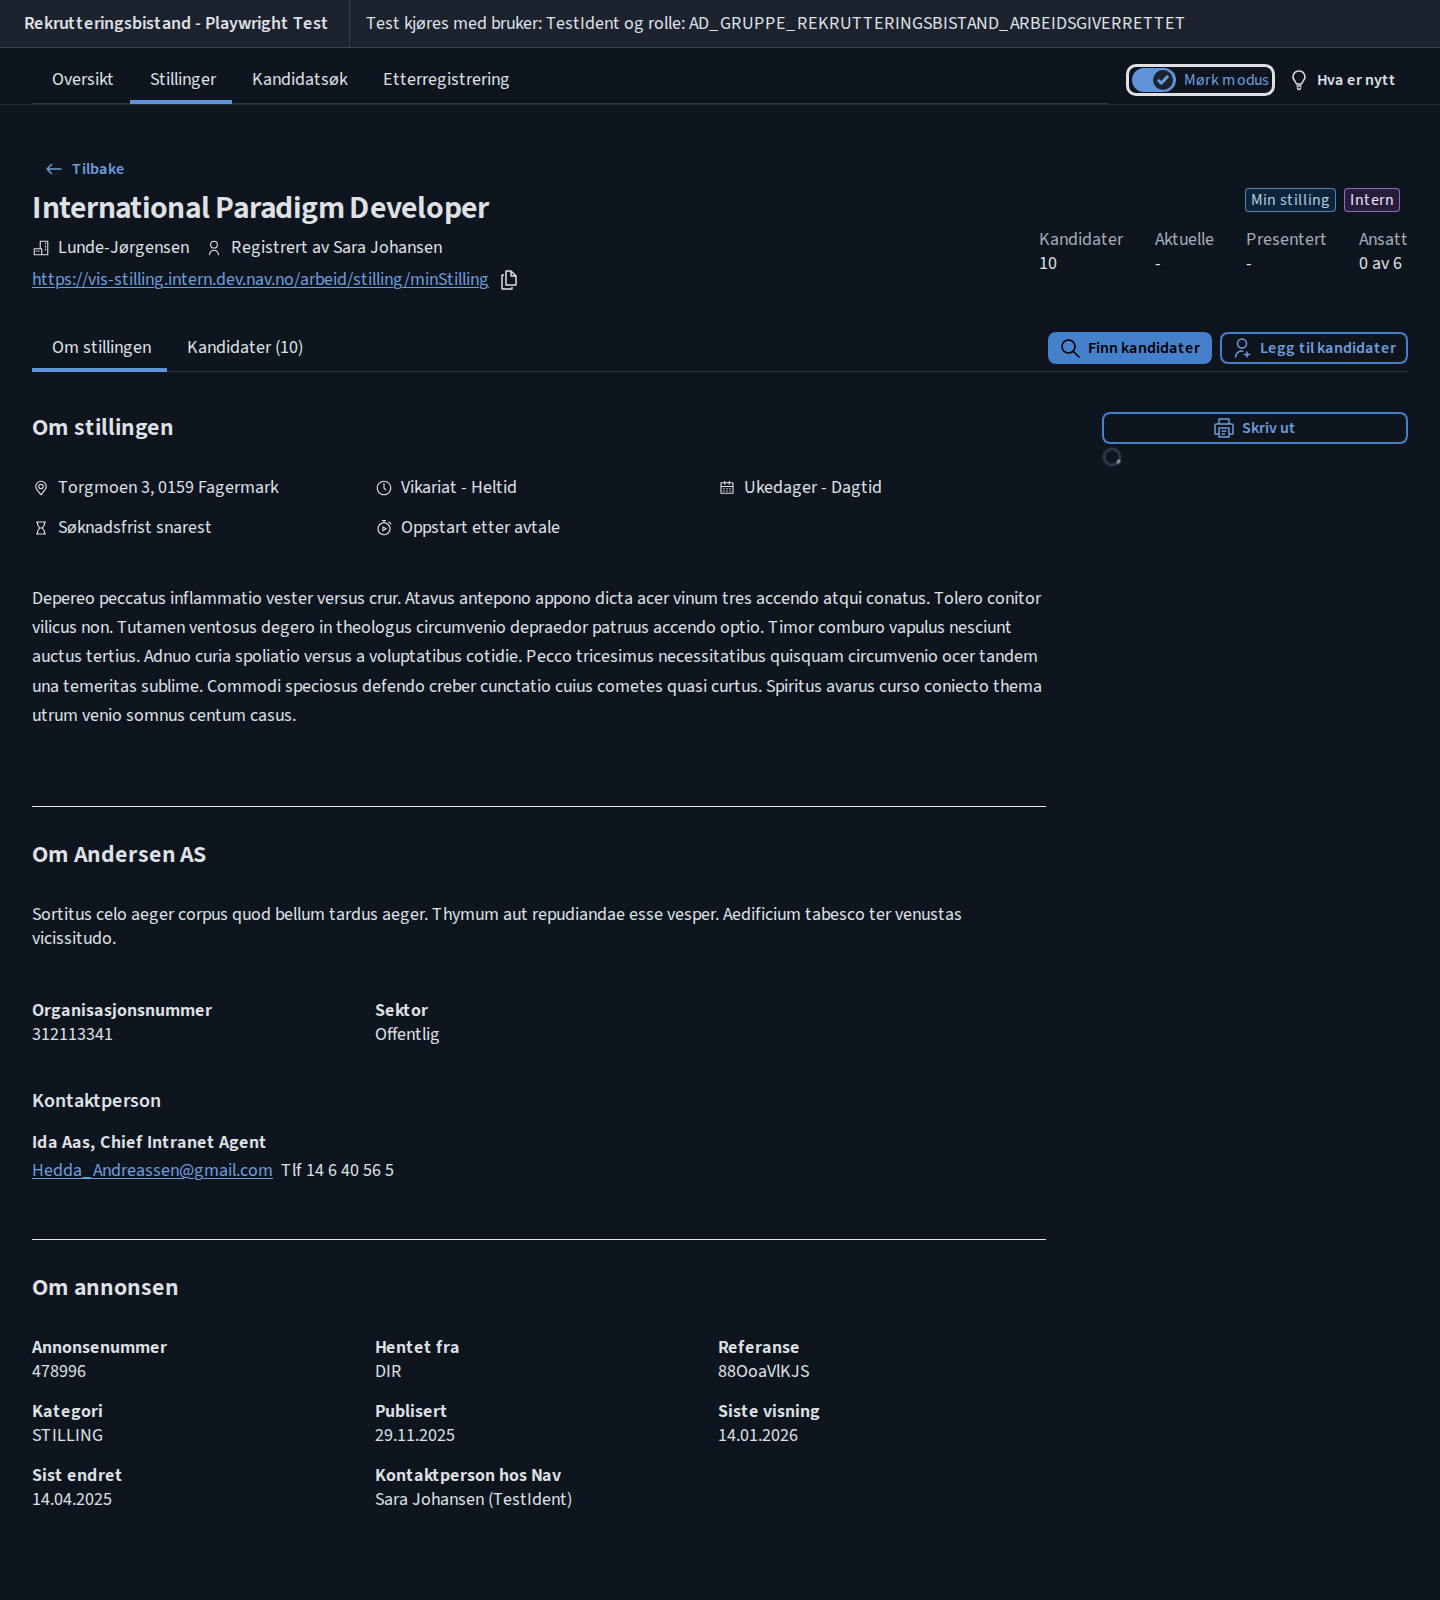 Rekrutteringsbistand - Playwright Test
Test kjøres med bruker: TestIdent og rolle: AD_GRUPPE_REKRUTTERINGSBISTAND_ARBEIDSGIVERRETTET
Oversikt
Stillinger
Kandidatsøk
Etterregistrering
Mørk modus
Hva er nytt
Tilbake
International Paradigm Developer
Min stilling
Intern
Lunde-Jørgensen
Registrert av Sara Johansen
https://vis-stilling.intern.dev.nav.no/arbeid/stilling/minStilling
Kandidater
10
Aktuelle
-
Presentert
-
Ansatt
0 av 6
Om stillingen
Kandidater (10)
Finn kandidater
Legg til kandidater
Om stillingen
Skriv ut
Torgmoen 3, 0159 Fagermark
Vikariat - Heltid
Ukedager - Dagtid
Søknadsfrist snarest
Oppstart etter avtale
Depereo peccatus inflammatio vester versus crur. Atavus antepono appono dicta acer vinum tres accendo atqui conatus. Tolero conitor
vilicus non. Tutamen ventosus degero in theologus circumvenio depraedor patruus accendo optio. Timor comburo vapulus nesciunt
auctus tertius. Adnuo curia spoliatio versus a voluptatibus cotidie. Pecco tricesimus necessitatibus quisquam circumvenio ocer tandem
una temeritas sublime. Commodi speciosus defendo creber cunctatio cuius cometes quasi curtus. Spiritus avarus curso coniecto thema
utrum venio somnus centum casus.
Om Andersen AS
Sortitus celo aeger corpus quod bellum tardus aeger. Thymum aut repudiandae esse vesper. Aedificium tabesco ter venustas
vicissitudo.
Organisasjonsnummer
312113341
Sektor
Offentlig
Kontaktperson
Ida Aas, Chief Intranet Agent
Hedda_Andreassen@gmail.com Tlf 14 6 40 56 5
Om annonsen
Annonsenummer
478996
Hentet fra
DIR
Referanse
88OoaVlKJS
Kategori
STILLING
Publisert
29.11.2025
Siste visning
14.01.2026
Sist endret
14.04.2025
Kontaktperson hos Nav
Sara Johansen (TestIdent)